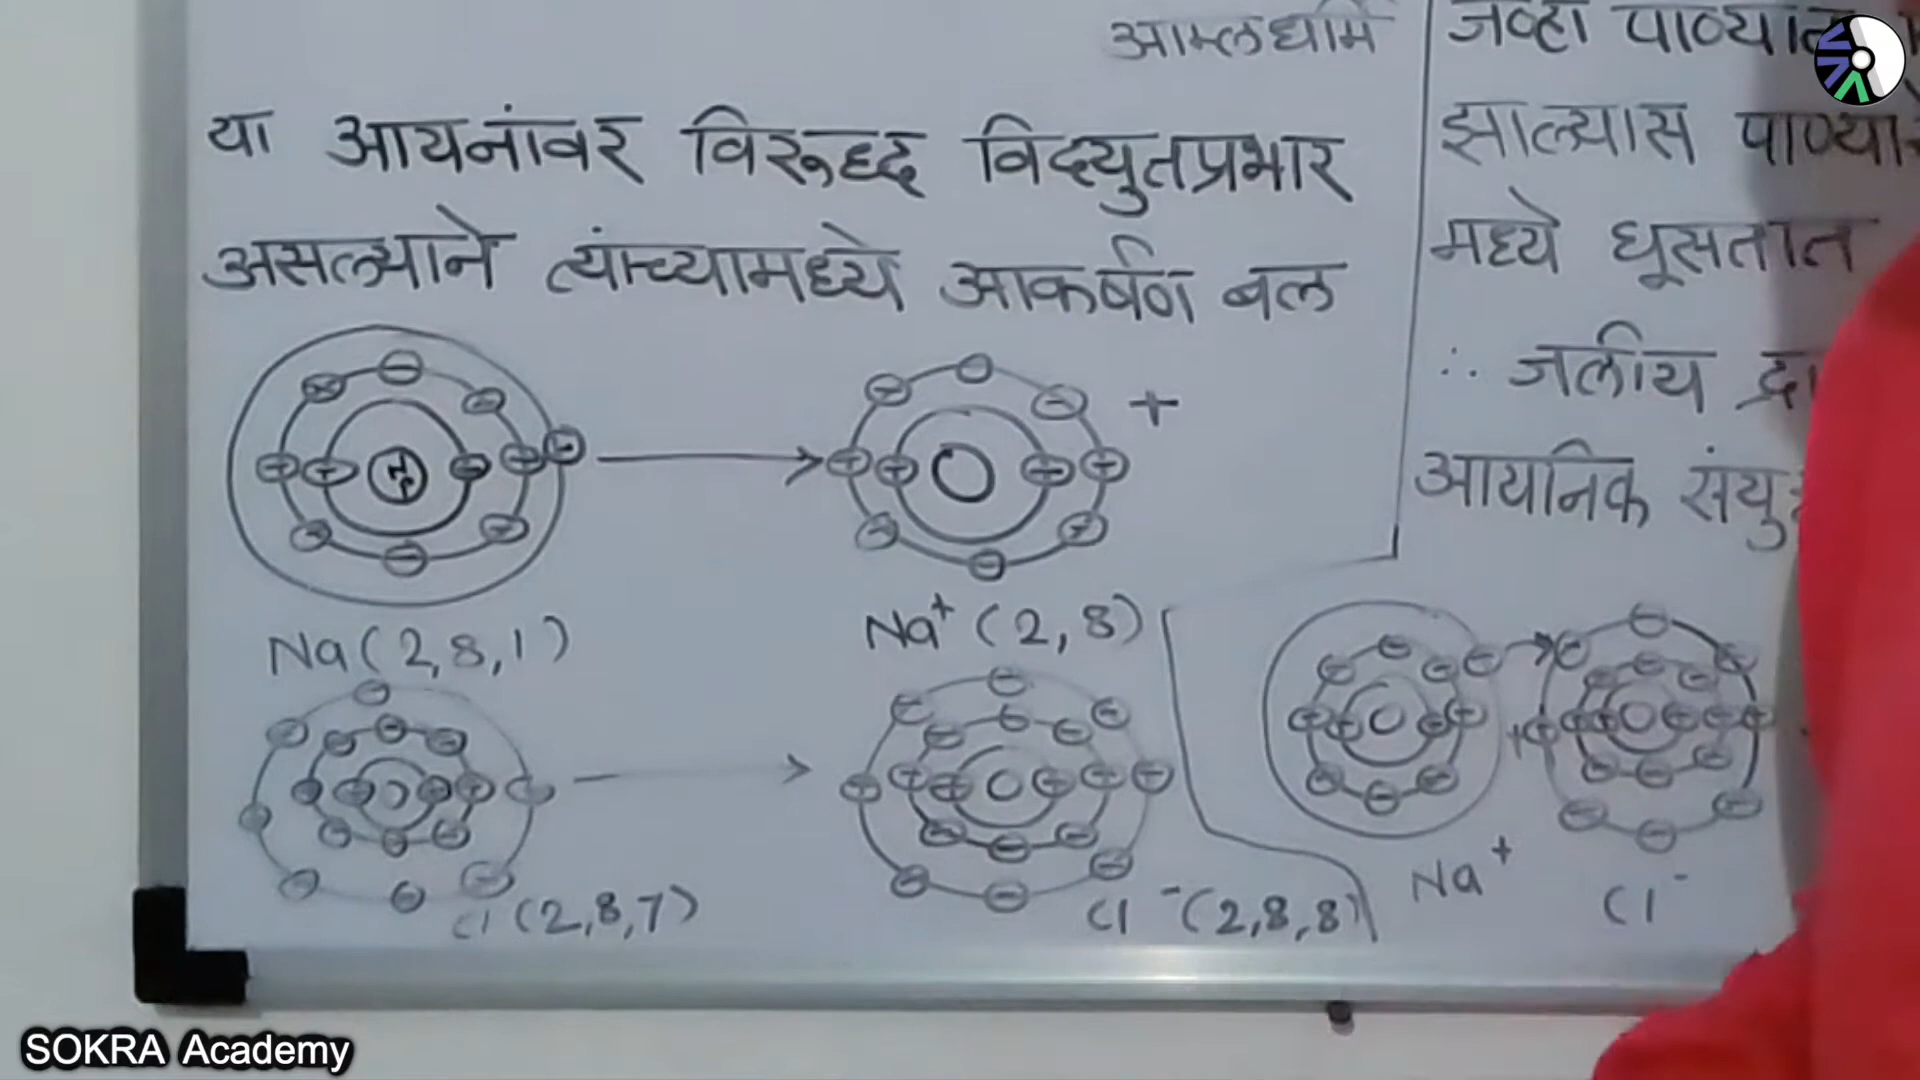 आम्लधर्मि
या आयनांवर विरूध्द विद्युतप्रभार
असल्याने त्यांच्यामध्ये आकर्षण बल
Na (2,8,1)
Na⁺ (2,8)
Cl (2,8,7)
Cl⁻ (2,8,8)
जेव्हा पाण्यात
झाल्यास
मध्ये घूसतात
∴ जलीय
आयनिक
Na⁺
Cl⁻
SOKRA Academy